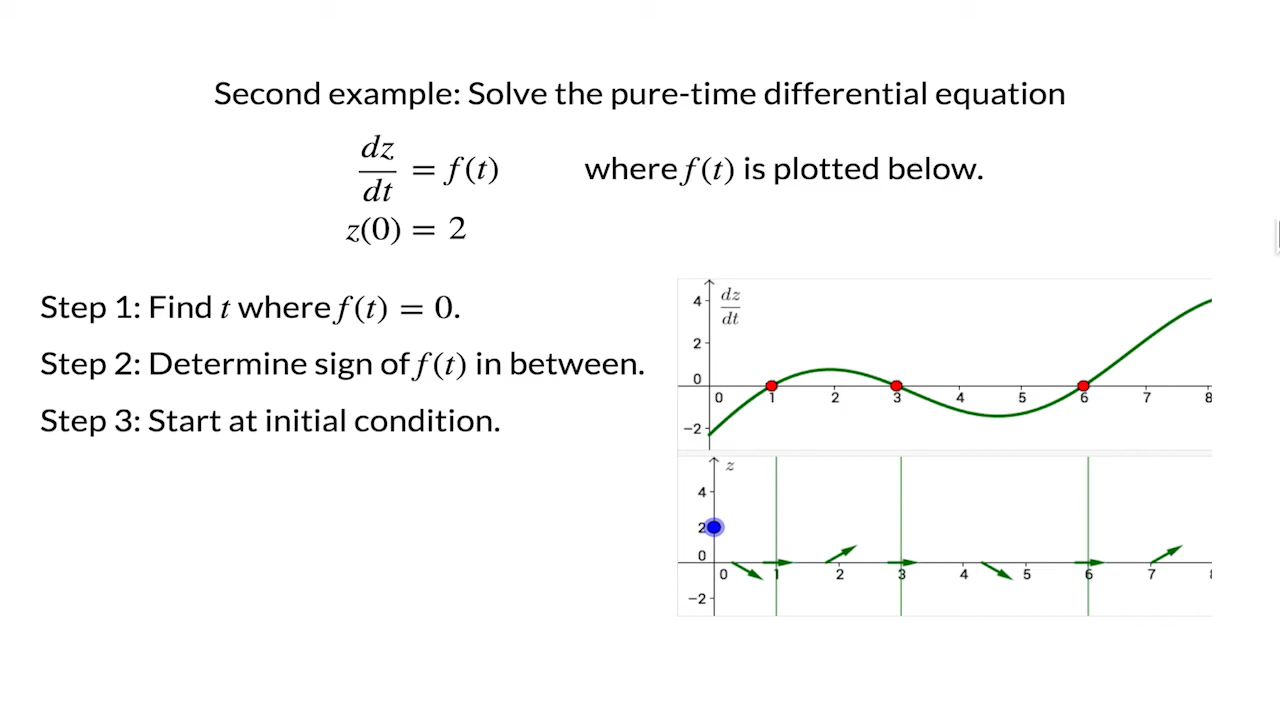 Second example: Solve the pure-time differential equation
dz/dt = f(t) where f(t) is plotted below.
z(0) = 2
Step 1: Find t where f(t) = 0.
Step 2: Determine sign of f(t) in between.
Step 3: Start at initial condition.
dz/dt
4
2
0
−2
0 1 2 3 4 5 6 7 8
z
4
2
0
−2
0 1 2 3 4 5 6 7